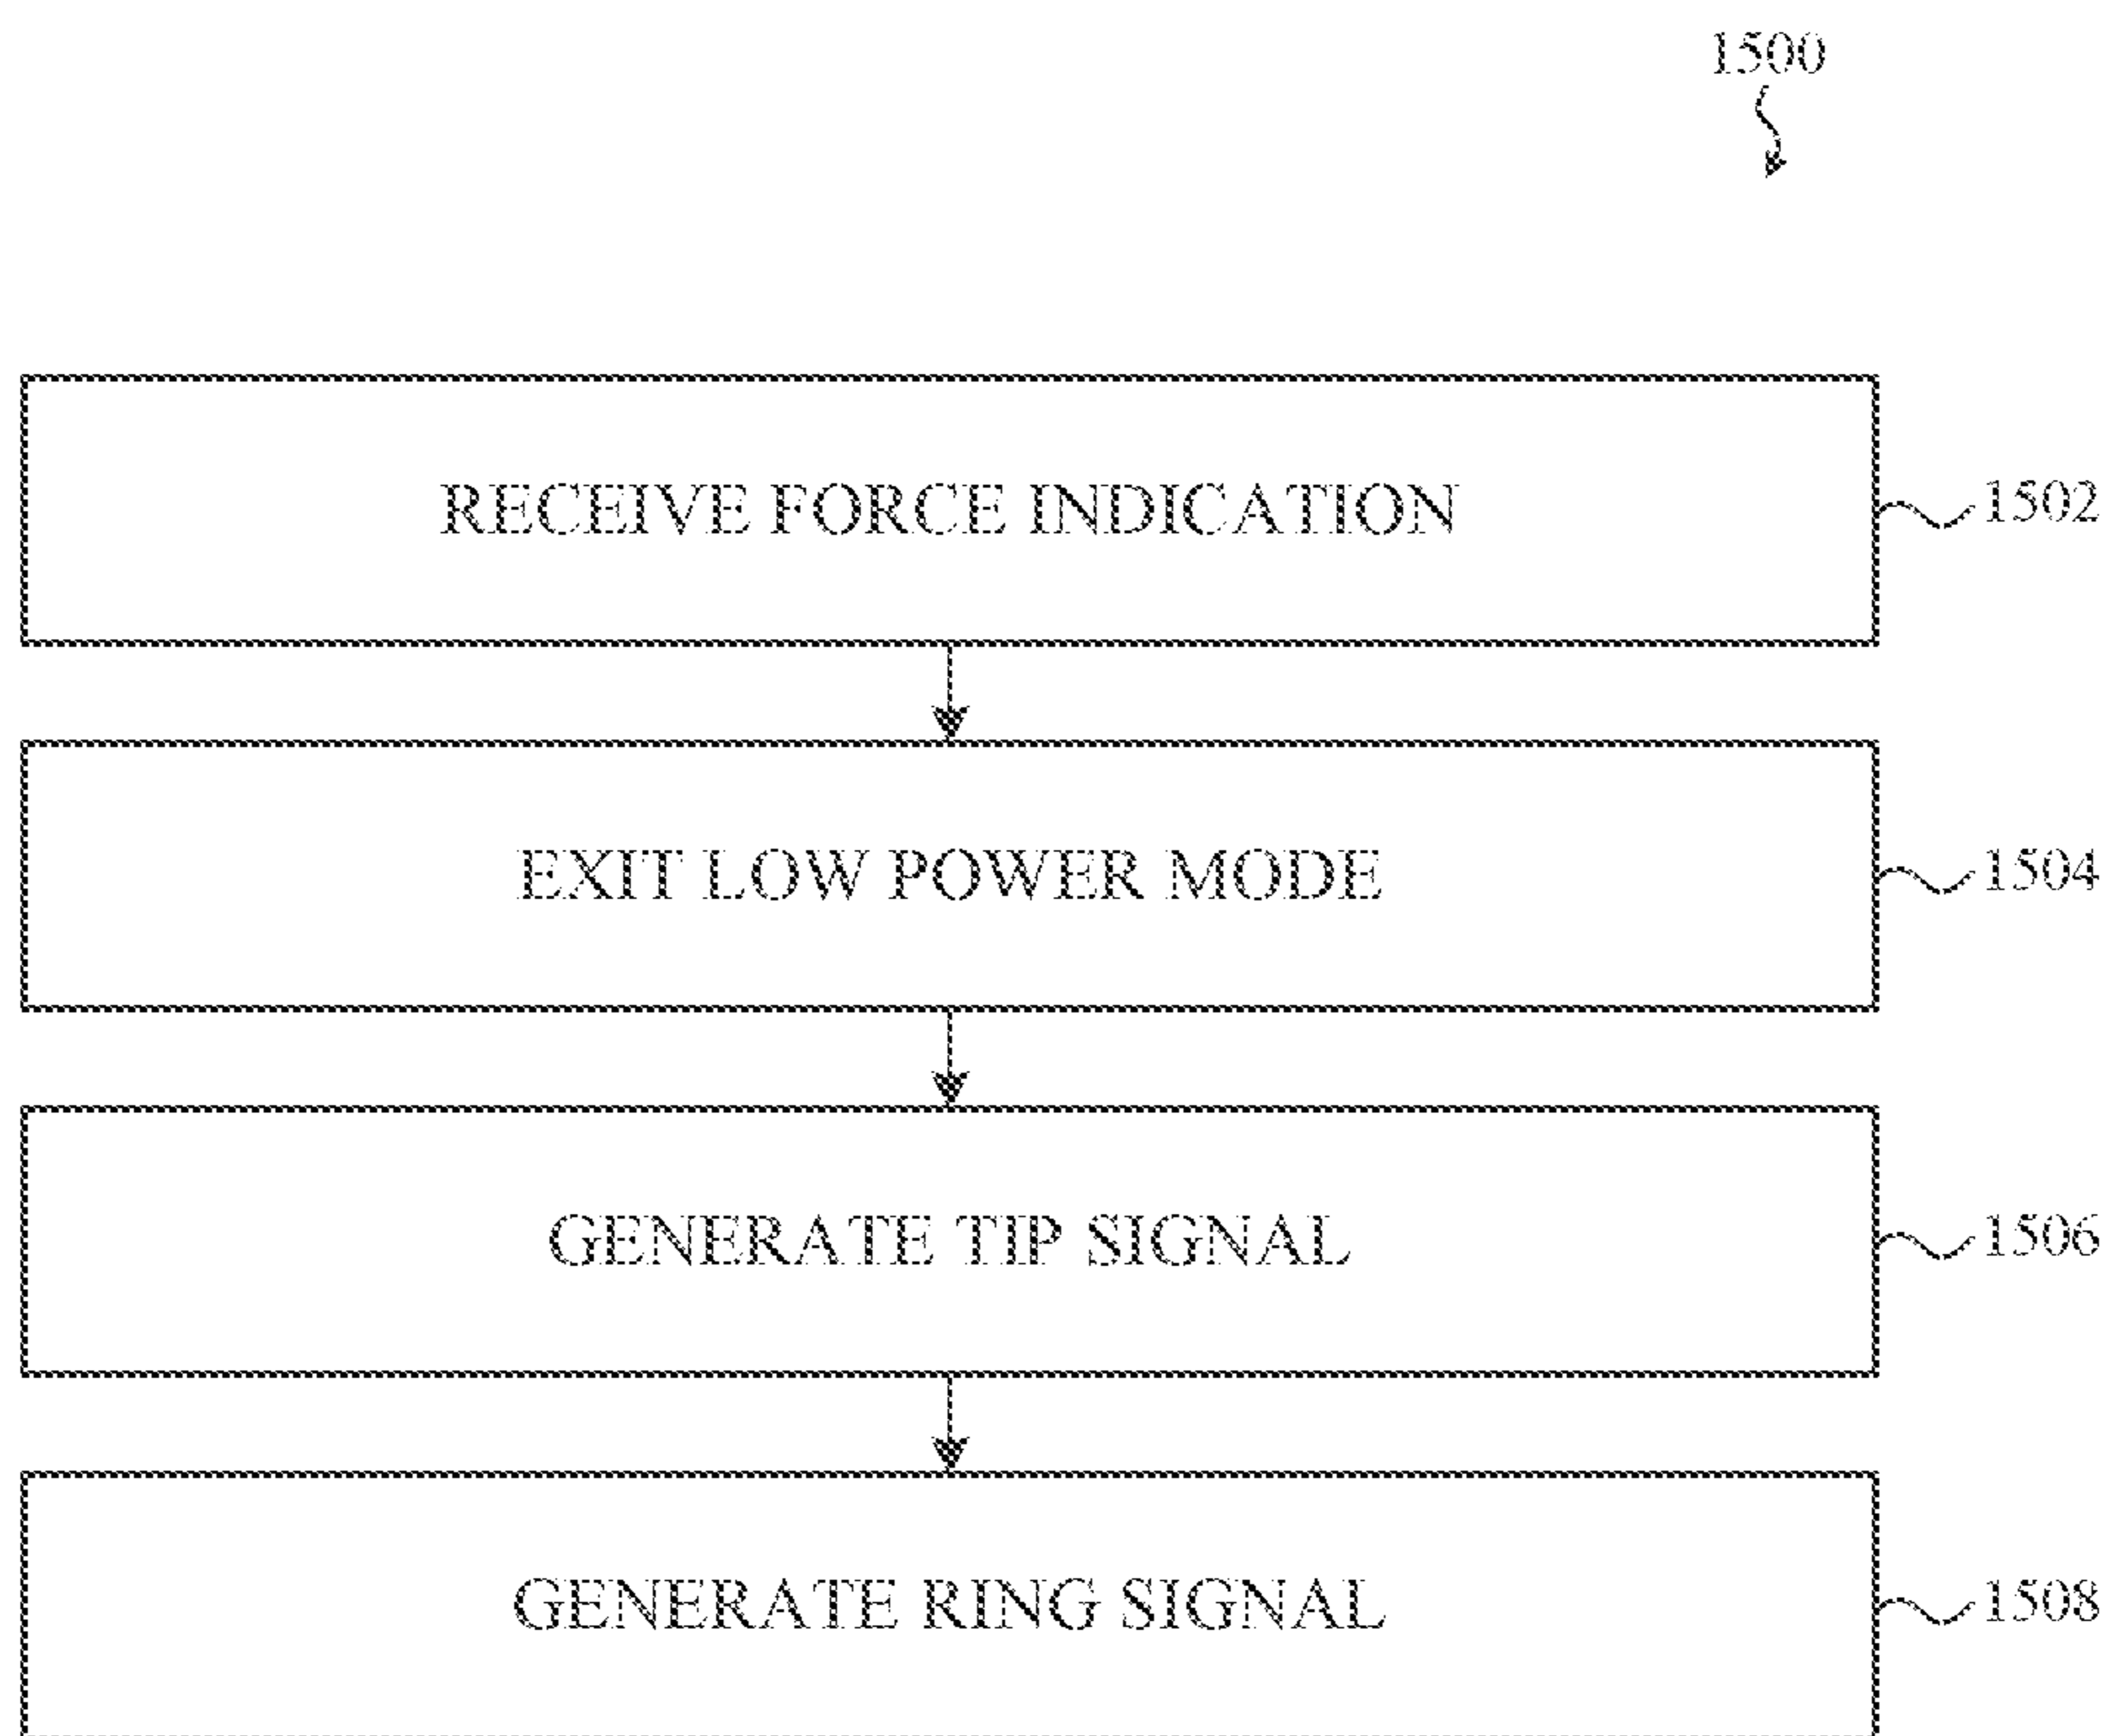 1500
RECEIVE FORCE INDICATION
1502
EXIT LOW POWER MODE
1504
GENERATE TIP SIGNAL
1506
GENERATE RING SIGNAL
1508